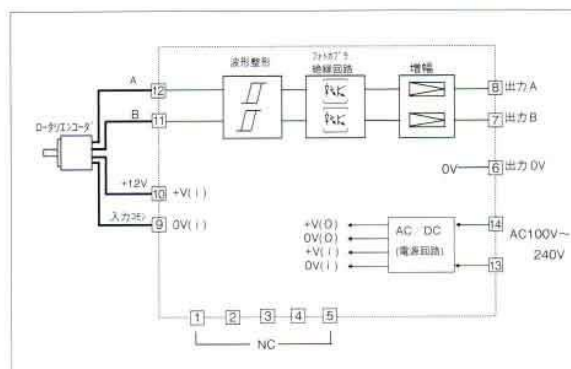 波形整形
フォトカプラ
絶縁回路
増幅
A
12
B
11
ロータリエンコーダ
+12V
10
+V(i)
入力コモン
9
0V(i)
8
出力A
7
出力B
0V
6
出力0V
+V(O)
0V(O)
+V(i)
0V(i)
AC/DC
(電源回路)
14
13
AC100V～
240V
1
2
3
4
5
NC